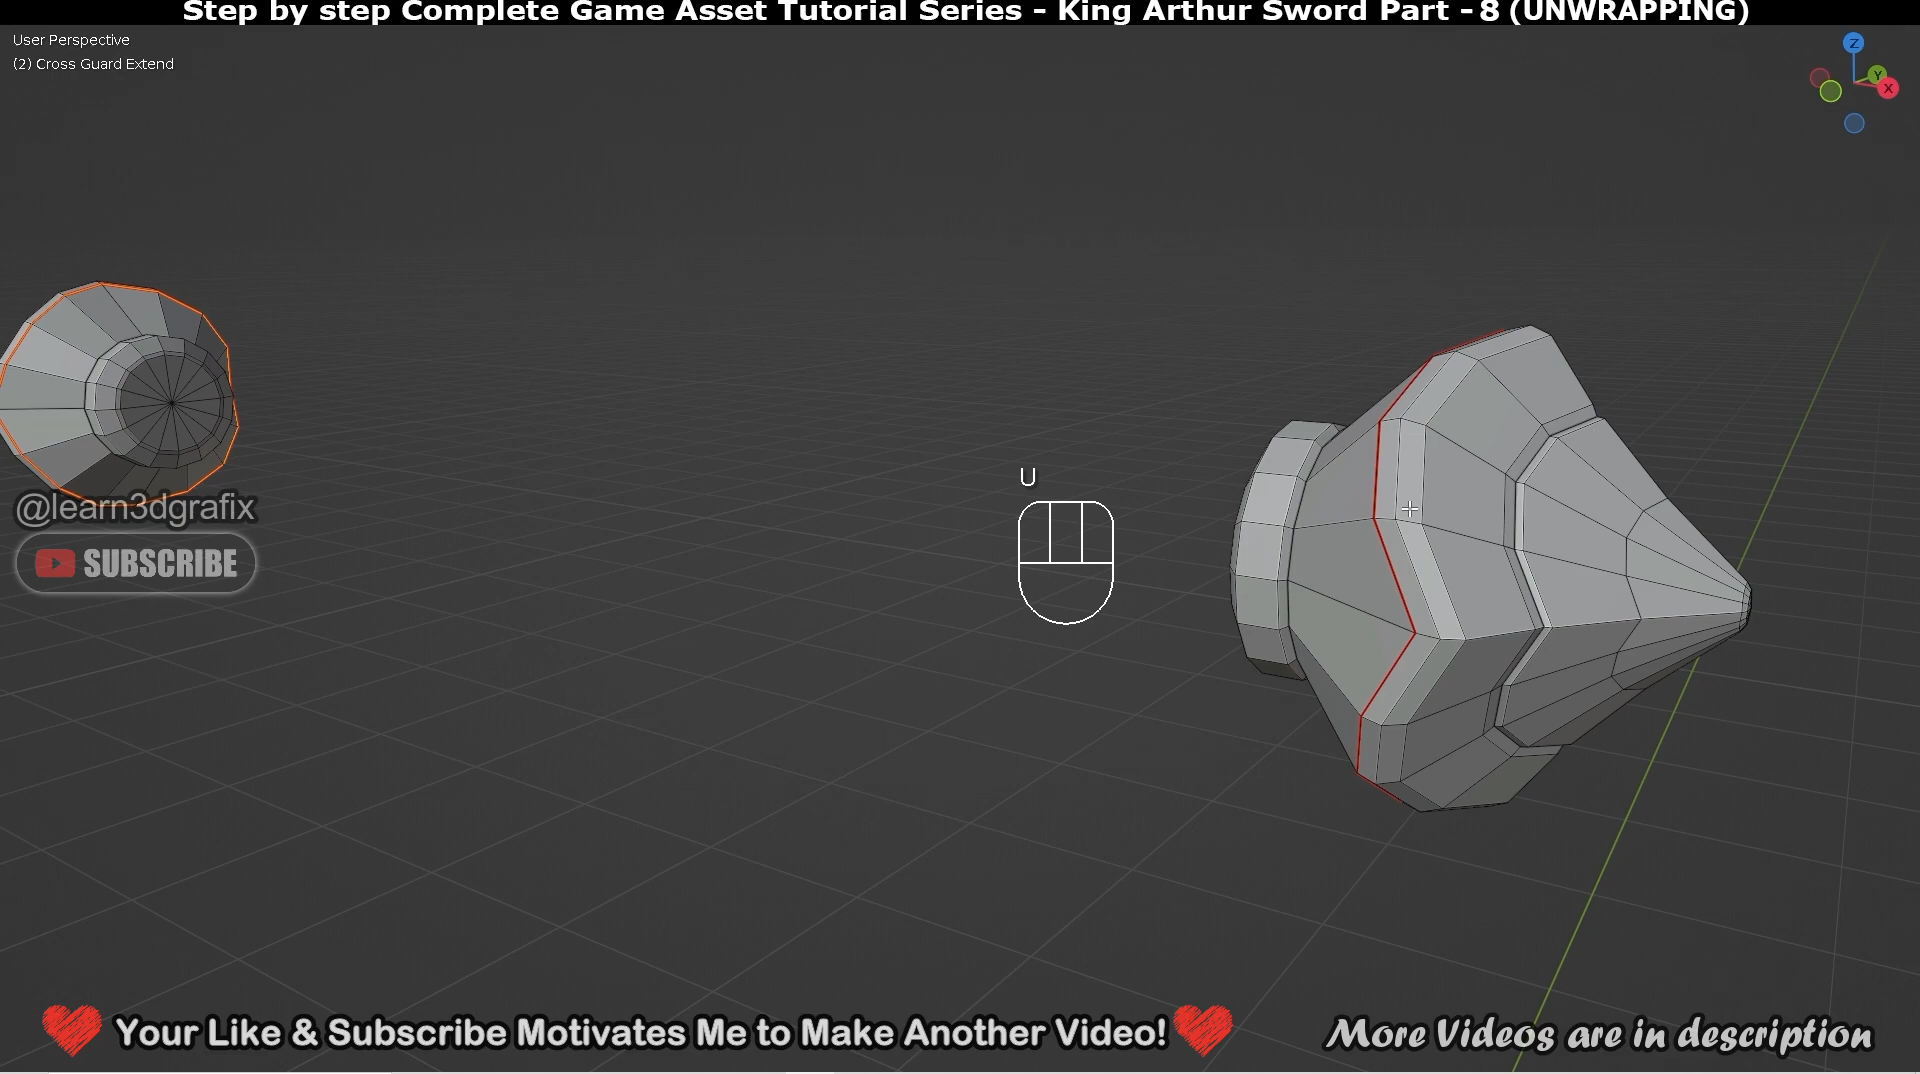 Step by step Complete Game Asset Tutorial Series - King Arthur Sword Part - 8 (UNWRAPPING)
User Perspective
(2) Cross Guard Extend
Z
Y
X
U
@learn3dgrafix
SUBSCRIBE
Your Like & Subscribe Motivates Me to Make Another Video!
More Videos are in description